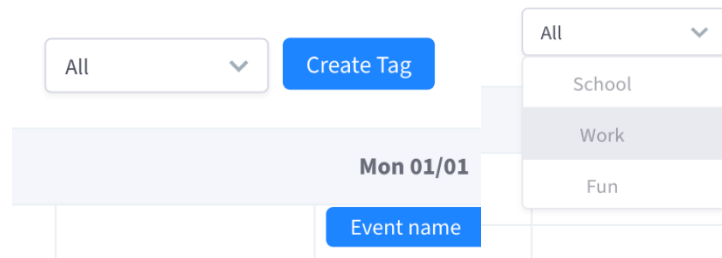 All
Create Tag
Mon 01/01
Event name
All
School
Work
Fun